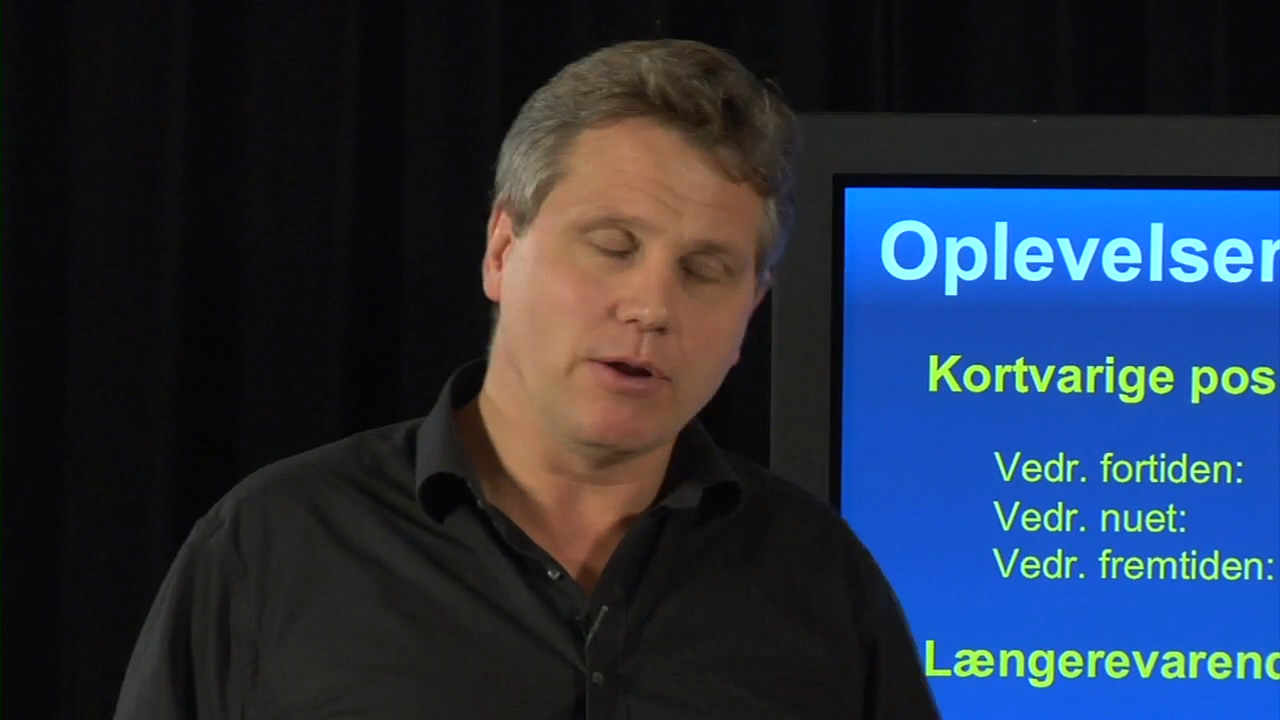 Oplevelser
Kortvarige pos
Vedr. fortiden:
Vedr. nuet:
Vedr. fremtiden:
Længerevarend